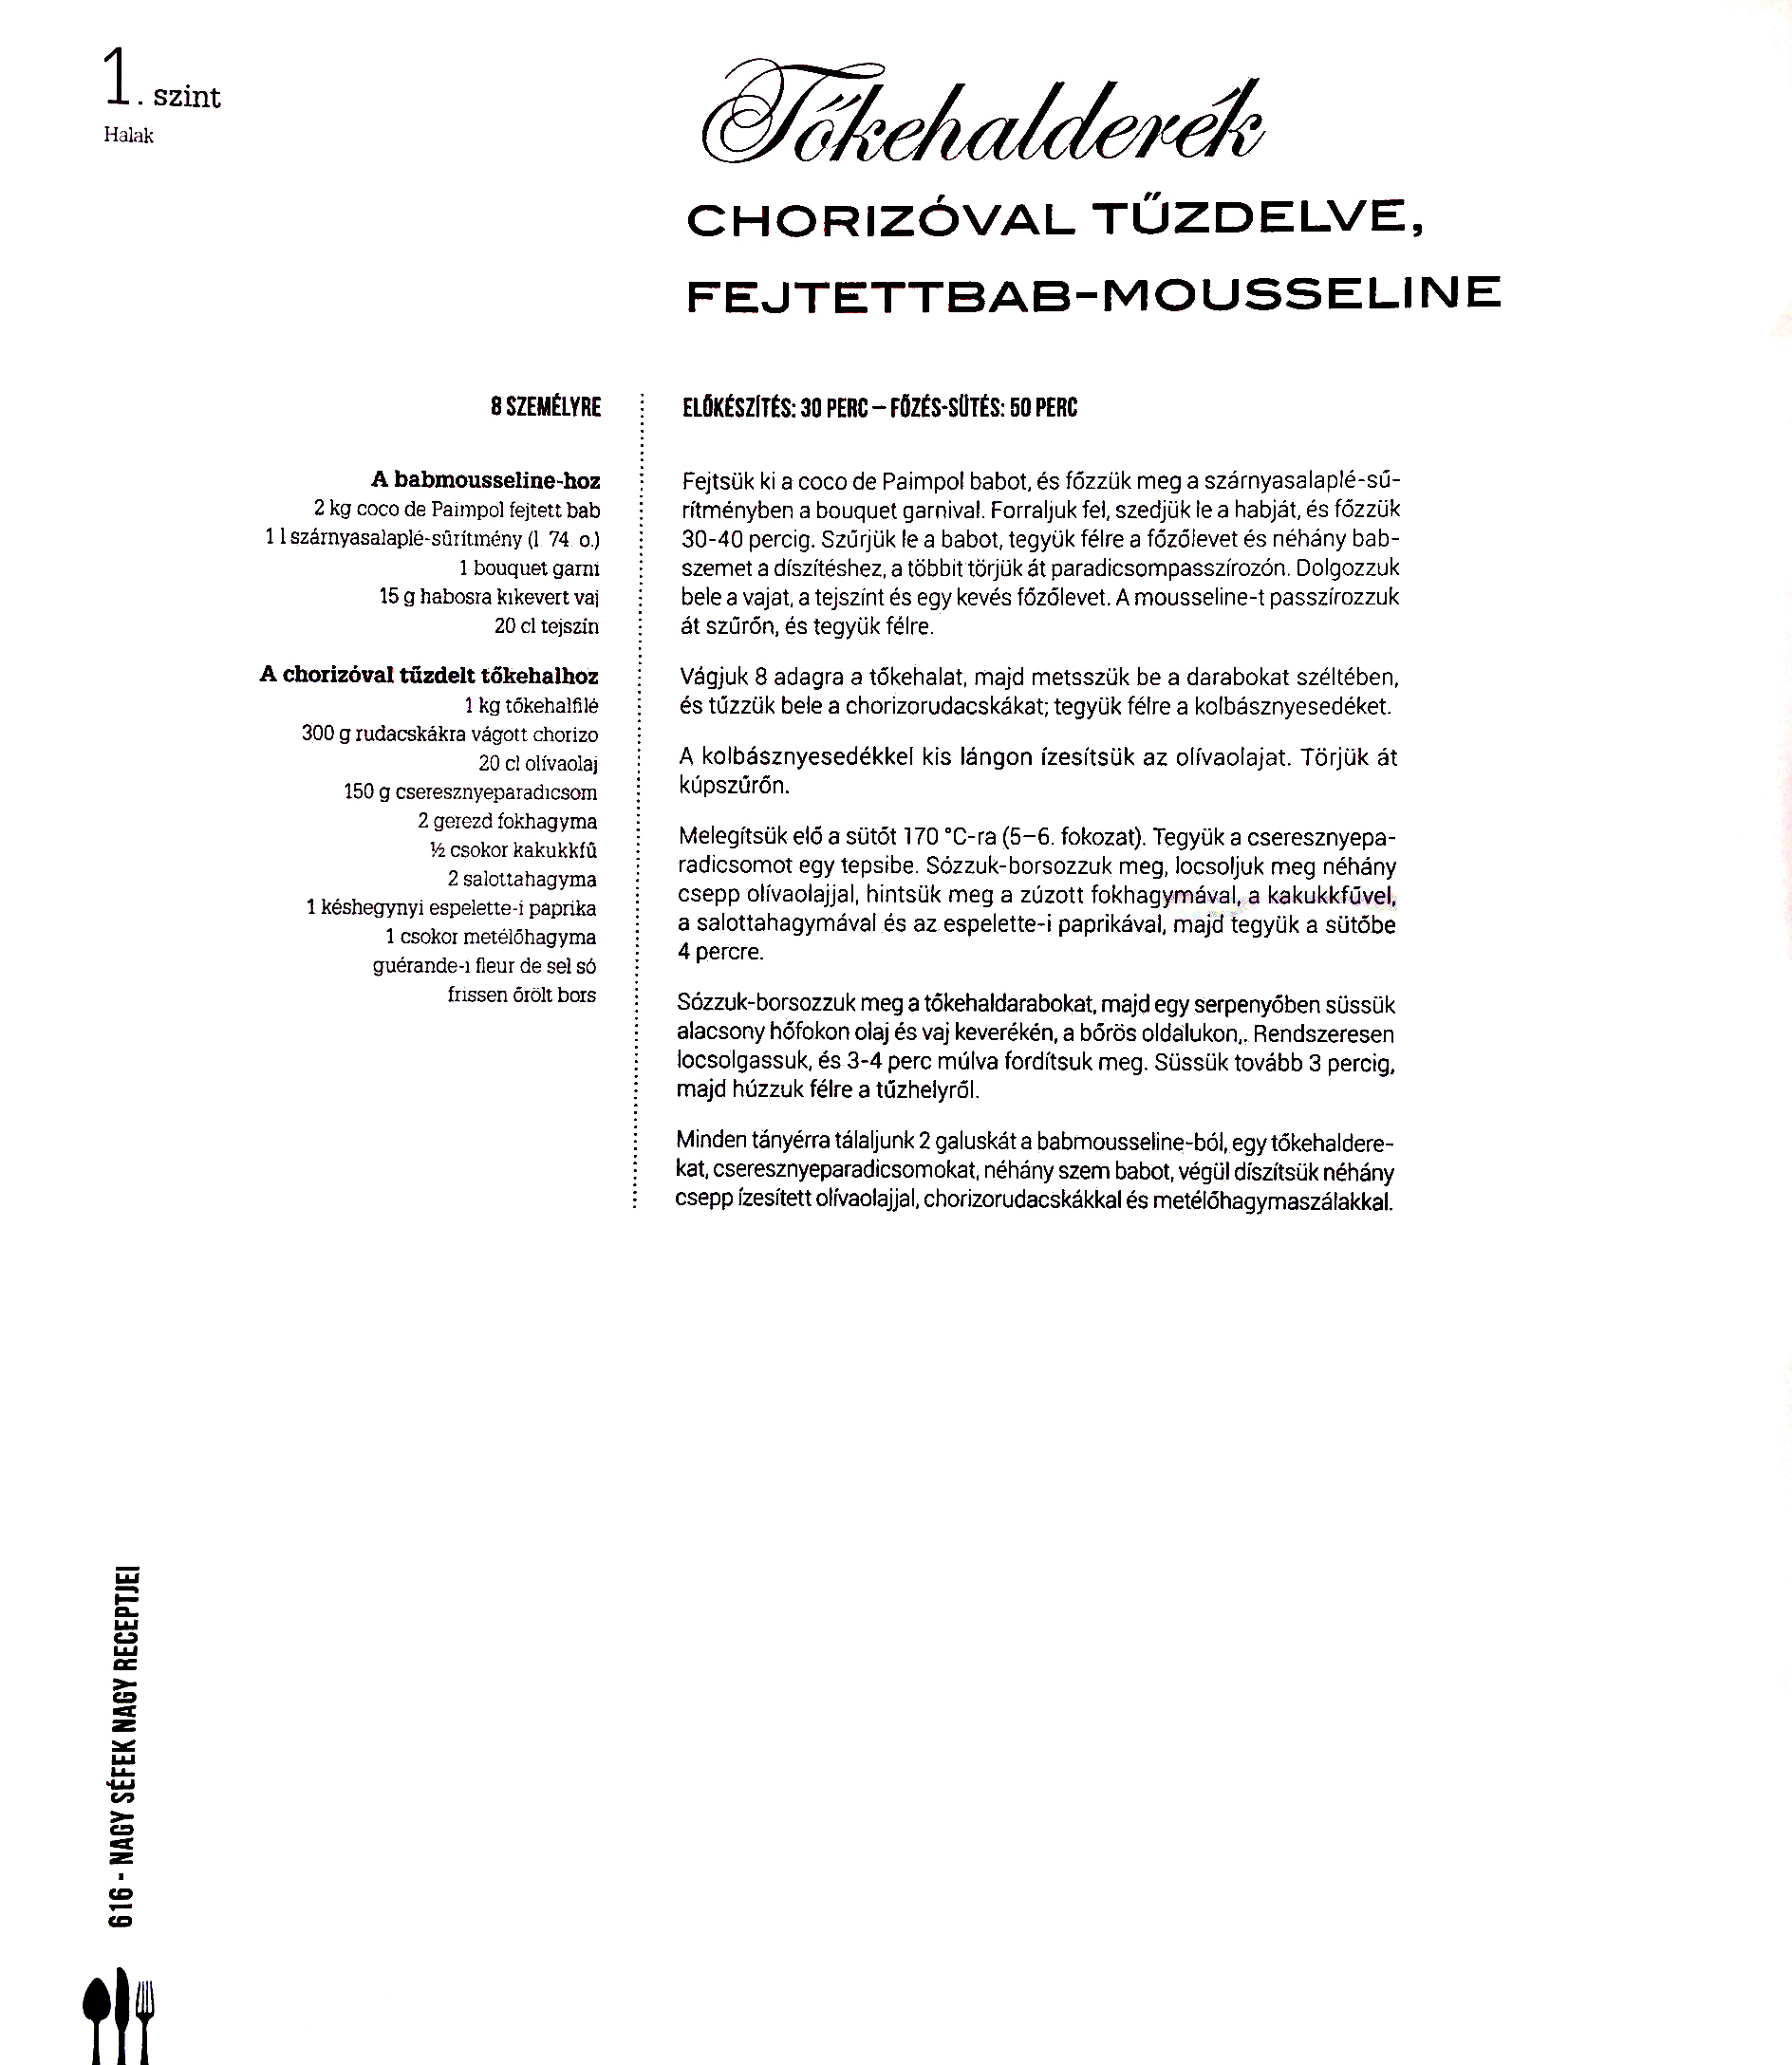 1. szint
Halak
Tőkehalderék
CHORIZÓVAL TŰZDELVE,
FEJTETTBAB-MOUSSELINE
8 SZEMÉLYRE
A babmousseline-hoz
2 kg coco de Paimpol fejtett bab
1 l szárnyasalaplé-sűrítmény (l. 74. o.)
1 bouquet garni
15 g habosra kikevert vaj
20 cl tejszín
A chorizóval tűzdelt tőkehalhoz
1 kg tőkehalfilé
300 g rudacskákra vágott chorizo
20 cl olívaolaj
150 g cseresznyeparadicsom
2 gerezd fokhagyma
½ csokor kakukkfű
2 salottahagyma
1 késhegynyi espelette-i paprika
1 csokor metélőhagyma
guérande-i fleur de sel só
frissen őrölt bors
ELŐKÉSZÍTÉS: 30 PERC – FŐZÉS-SÜTÉS: 50 PERC
Fejtsük ki a coco de Paimpol babot, és főzzük meg a szárnyasalaplé-sű-
rítményben a bouquet garnival. Forraljuk fel, szedjük le a habját, és főzzük
30-40 percig. Szűrjük le a babot, tegyük félre a főzőlevet és néhány bab-
szemet a díszítéshez, a többit törjük át paradicsompasszírozón. Dolgozzuk
bele a vajat, a tejszínt és egy kevés főzőlevet. A mousseline-t passzírozzuk
át szűrőn, és tegyük félre.
Vágjuk 8 adagra a tőkehalat, majd metsszük be a darabokat széltében,
és tűzzük bele a chorizorudacskákat; tegyük félre a kolbásznyesedéket.
A kolbásznyesedékkel kis lángon ízesítsük az olívaolajat. Törjük át
kúpszűrőn.
Melegítsük elő a sütőt 170 °C-ra (5–6. fokozat). Tegyük a cseresznyepa-
radicsomot egy tepsibe. Sózzuk-borsozzuk meg, locsoljuk meg néhány
csepp olívaolajjal, hintsük meg a zúzott fokhagymával, a kakukkfűvel,
a salottahagymával és az espelette-i paprikával, majd tegyük a sütőbe
4 percre.
Sózzuk-borsozzuk meg a tőkehaldarabokat, majd egy serpenyőben süssük
alacsony hőfokon olaj és vaj keverékén, a bőrös oldalukon,. Rendszeresen
locsolgassuk, és 3-4 perc múlva fordítsuk meg. Süssük tovább 3 percig,
majd húzzuk félre a tűzhelyről.
Minden tányérra tálaljunk 2 galuskát a babmousseline-ból, egy tőkehaldere-
kat, cseresznyeparadicsomokat, néhány szem babot, végül díszítsük néhány
csepp ízesített olívaolajjal, chorizorudacskákkal és metélőhagymaszálakkal.
616 - NAGY SÉFEK NAGY RECEPTJEI